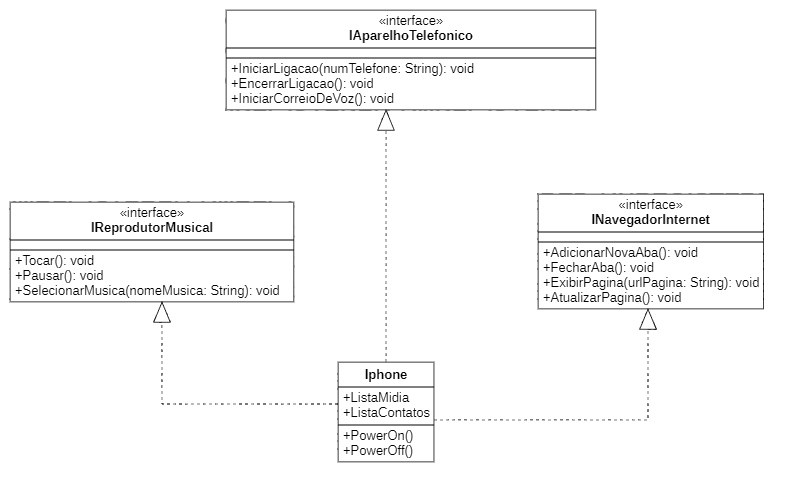 «interface»
IAparelhoTelefonico
+IniciarLigacao(numTelefone: String): void
+EncerrarLigacao(): void
+IniciarCorreioDeVoz(): void
«interface»
IReprodutorMusical
+Tocar(): void
+Pausar(): void
+SelecionarMusica(nomeMusica: String): void
«interface»
INavegadorInternet
+AdicionarNovaAba(): void
+FecharAba(): void
+ExibirPagina(urlPagina: String): void
+AtualizarPagina(): void
Iphone
+ListaMidia
+ListaContatos
+PowerOn()
+PowerOff()